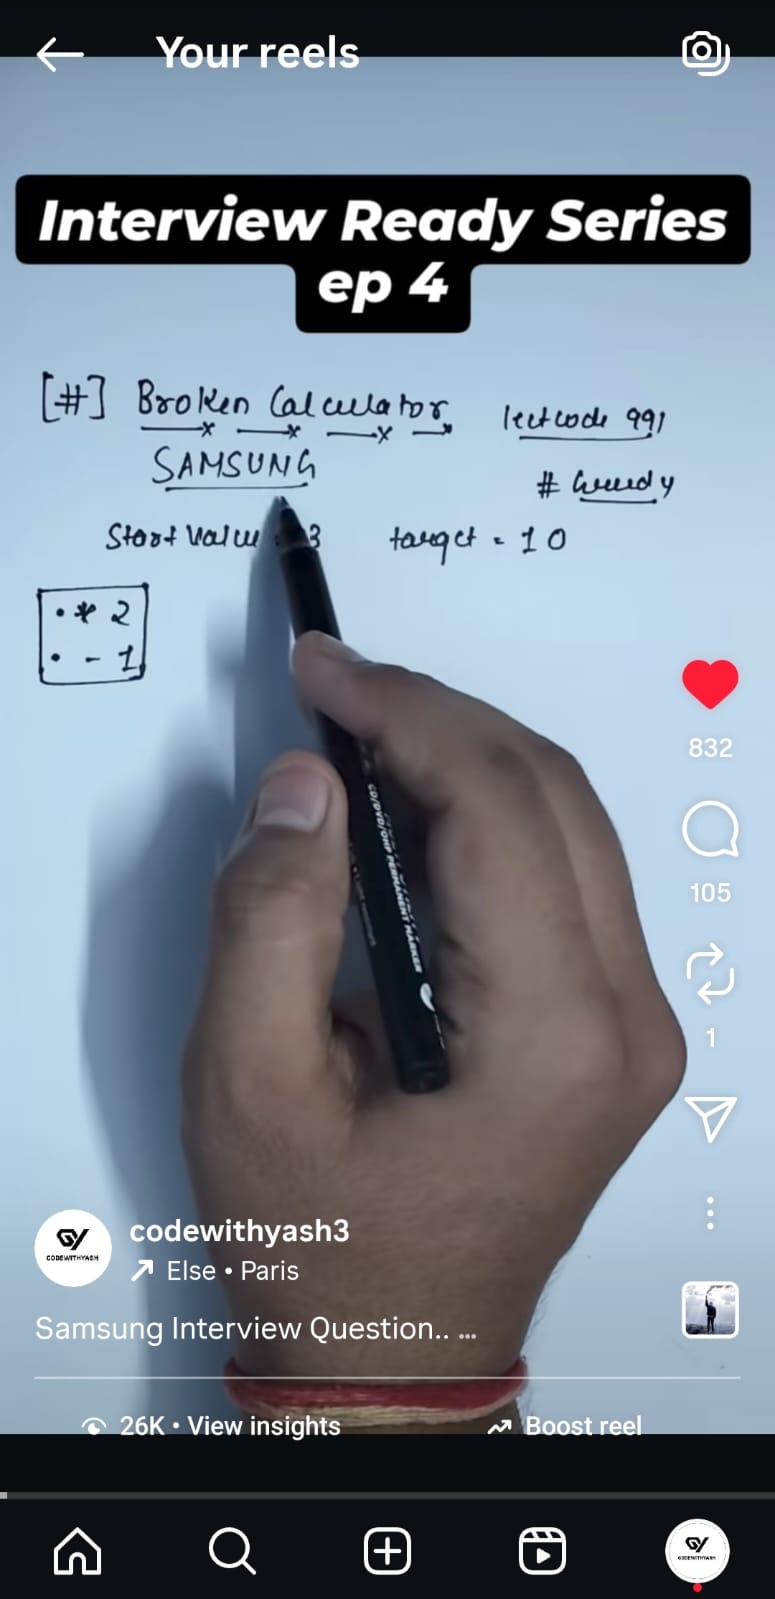 Your reels
Interview Ready Series
ep 4
[#] Broken Calculator leetcode 991
SAMSUNG # Greedy
Start Value 3 target = 10
• * 2
• - 1
CD/DVD/OHP PERMANENT MARKER
832
105
1
GY
CODEWITHYASH
codewithyash3
Else • Paris
Samsung Interview Question.. ...
26K • View insights
Boost reel
GY
CODEWITHYASH